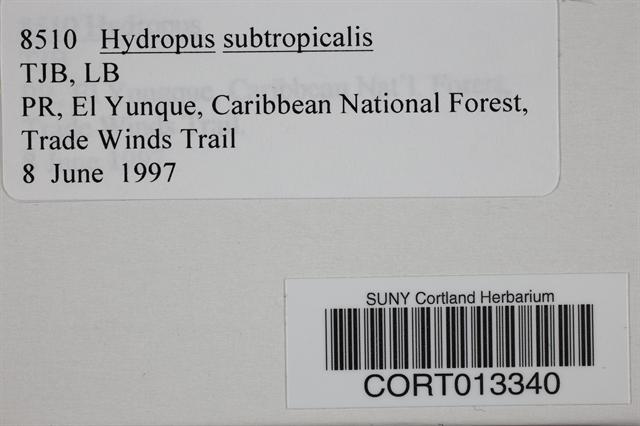 8510 Hydropus subtropicalis
TJB, LB
PR, El Yunque, Caribbean National Forest,
Trade Winds Trail
8 June 1997
SUNY Cortland Herbarium
CORT013340